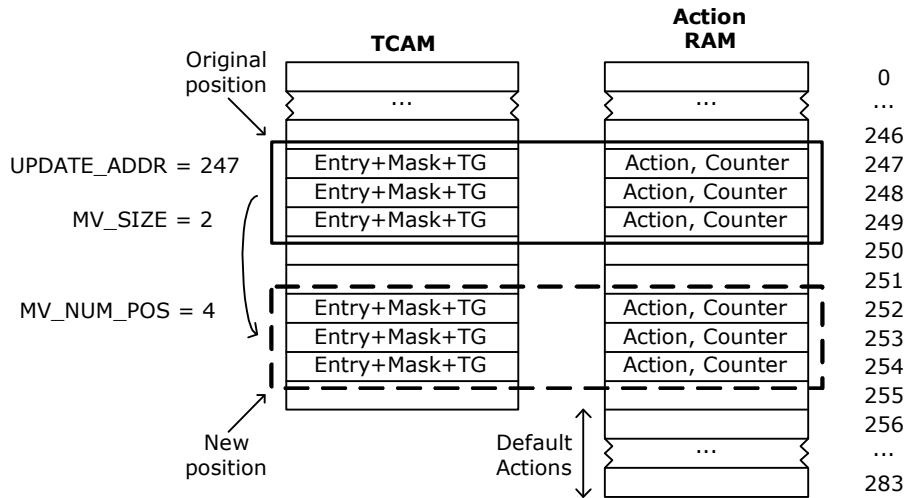 Action
TCAM RAM
Original
position
0
... ... ...
246
UPDATE_ADDR = 247 Entry+Mask+TG Action, Counter 247
Entry+Mask+TG Action, Counter 248
MV_SIZE = 2 Entry+Mask+TG Action, Counter 249
250
251
MV_NUM_POS = 4 Entry+Mask+TG Action, Counter 252
Entry+Mask+TG Action, Counter 253
Entry+Mask+TG Action, Counter 254
255
256
New
position
Default
Actions
... ...
283